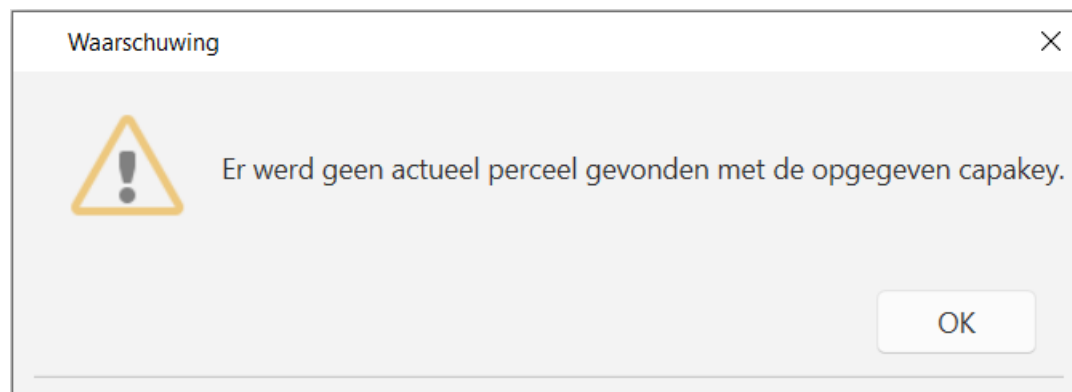 Waarschuwing
Er werd geen actueel perceel gevonden met de opgegeven capakey.
OK